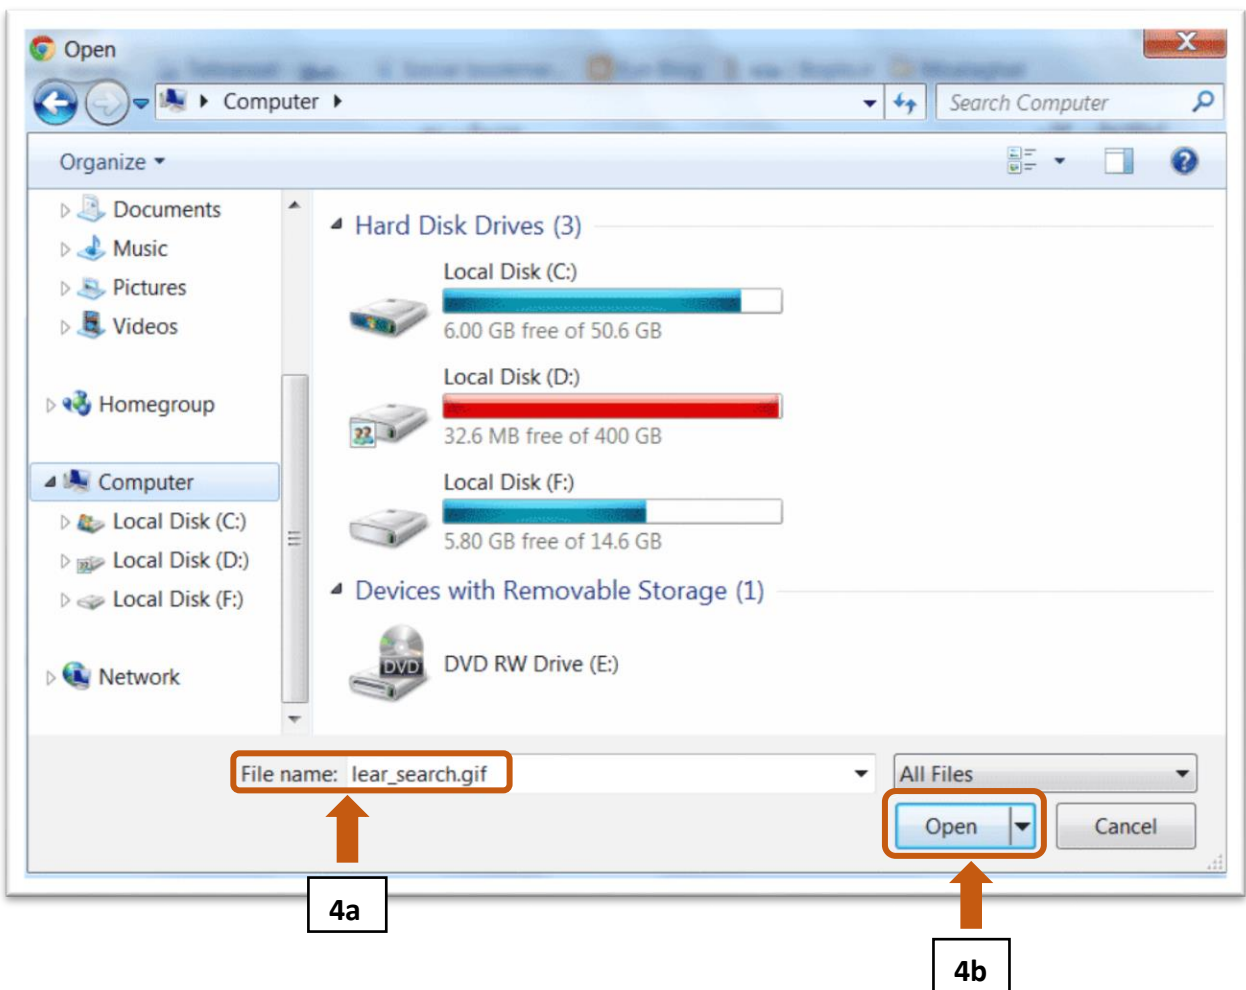 Open
X
Computer
Search Computer
Organize
?
Documents
Music
Pictures
Videos
Homegroup
Computer
Local Disk (C:)
Local Disk (D:)
Local Disk (F:)
Network
Hard Disk Drives (3)
Local Disk (C:)
6.00 GB free of 50.6 GB
Local Disk (D:)
32.6 MB free of 400 GB
Local Disk (F:)
5.80 GB free of 14.6 GB
Devices with Removable Storage (1)
DVD
DVD RW Drive (E:)
File name: lear_search.gif
All Files
Open
Cancel
4a
4b